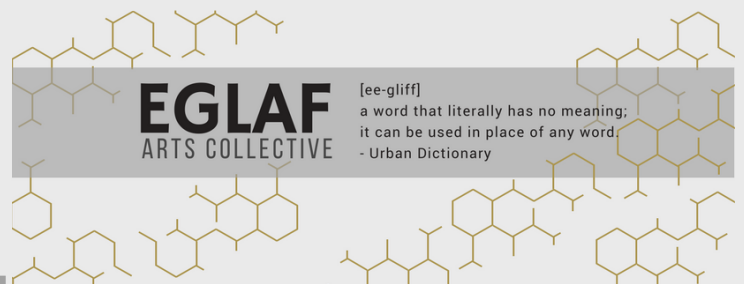 EGLAF
ARTS COLLECTIVE
[ee-gliff]
a word that literally has no meaning;
it can be used in place of any word.
- Urban Dictionary